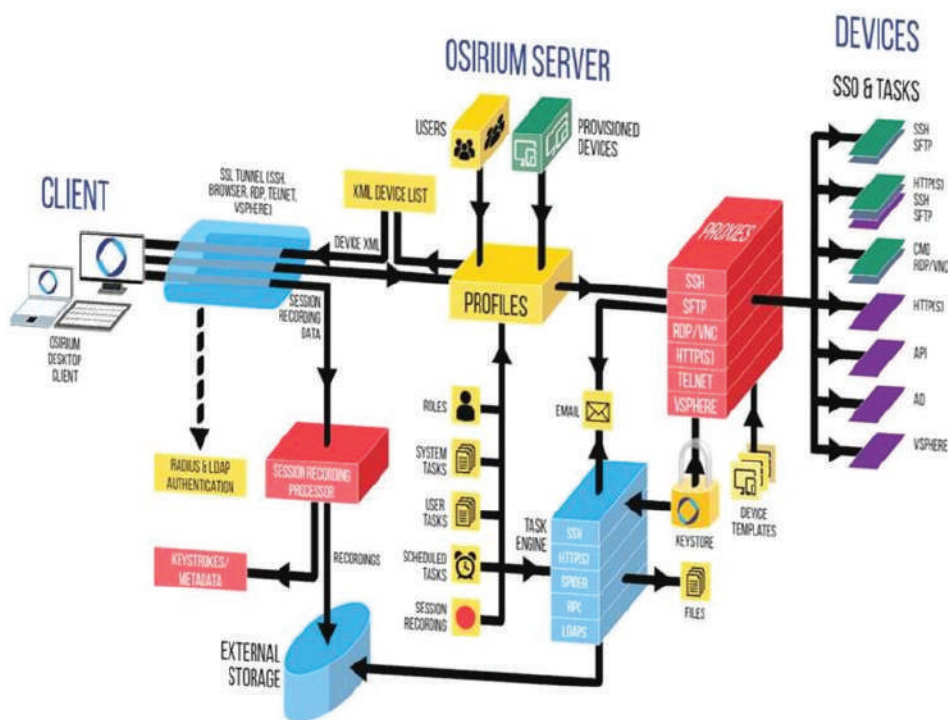 OSIRIUM SERVER
DEVICES
SSO & TASKS
USERS
PROVISIONED
DEVICES
CLIENT
SSL TUNNEL (SSH,
BROWSER, RDP, TELNET,
VSPHERE)
XML DEVICE LIST
DEVICE XML
OSIRIUM
DESKTOP
CLIENT
SESSION
RECORDING
DATA
PROFILES
PROXIES
SSH
SFTP
RDP/VNC
HTTP(S)
TELNET
VSPHERE
SSH
SFTP
HTTP(S)
SSH
SFTP
CMD
RDP/VNC
HTTP(S)
API
AD
VSPHERE
RADIUS & LDAP
AUTHENTICATION
SESSION RECORDING
PROCESSOR
KEYSTROKES/
METADATA
RECORDINGS
EXTERNAL
STORAGE
ROLES
SYSTEM
TASKS
USER
TASKS
SCHEDULED
TASKS
SESSION
RECORDING
EMAIL
TASK
ENGINE
SSH
HTTP(S)
SPIDER
RPC
LDAPS
KEYSTORE
DEVICE
TEMPLATES
FILES